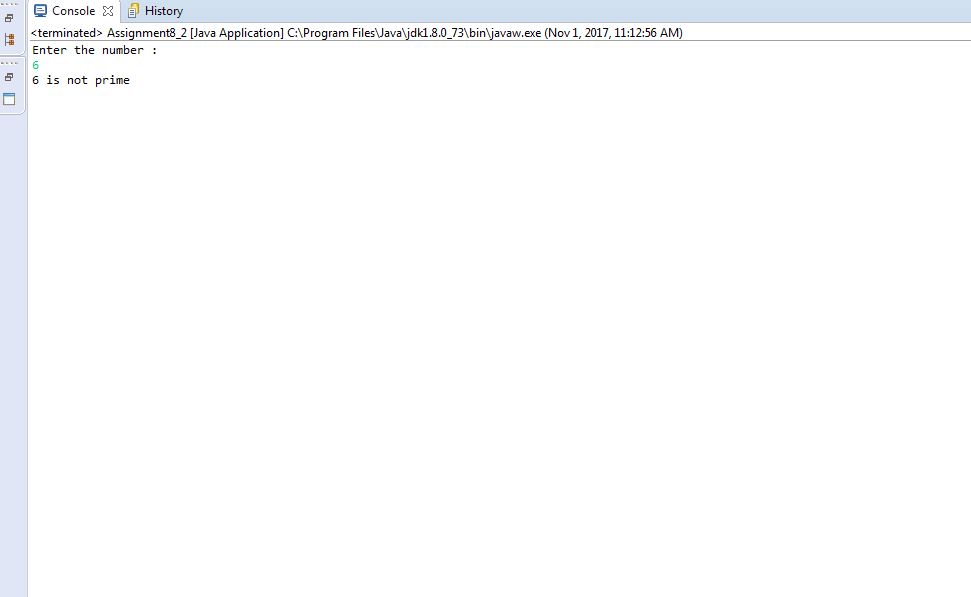 Console History
<terminated> Assignment8_2 [Java Application] C:\Program Files\Java\jdk1.8.0_73\bin\javaw.exe (Nov 1, 2017, 11:12:56 AM)
Enter the number :
6
6 is not prime